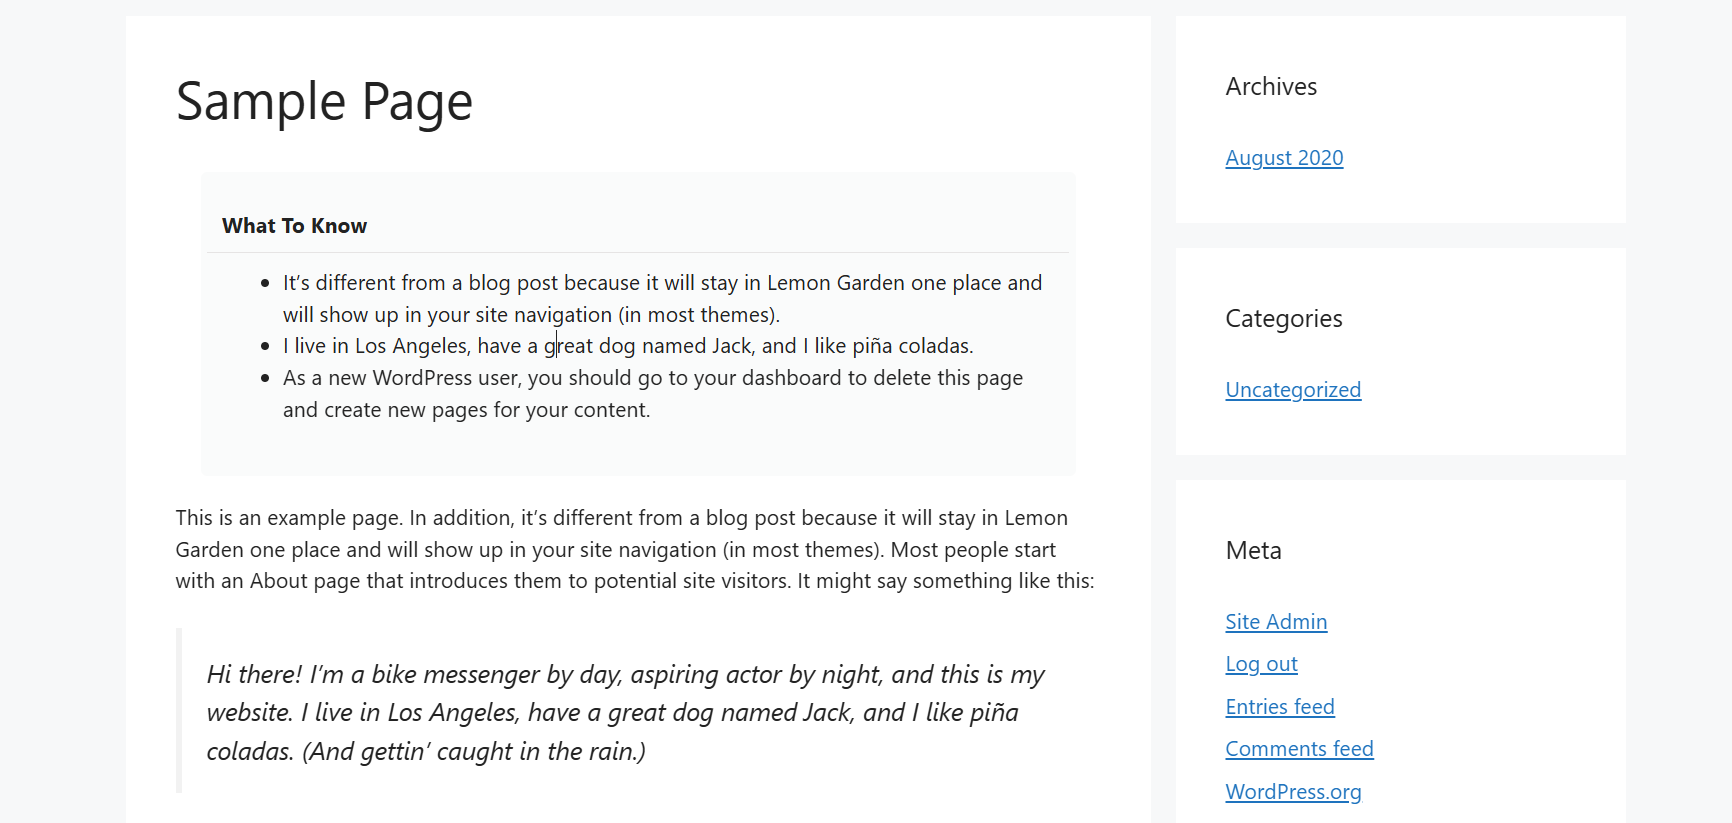 Sample Page
What To Know
It’s different from a blog post because it will stay in Lemon Garden one place and
will show up in your site navigation (in most themes).
I live in Los Angeles, have a great dog named Jack, and I like piña coladas.
As a new WordPress user, you should go to your dashboard to delete this page
and create new pages for your content.
This is an example page. In addition, it’s different from a blog post because it will stay in Lemon
Garden one place and will show up in your site navigation (in most themes). Most people start
with an About page that introduces them to potential site visitors. It might say something like this:
Hi there! I’m a bike messenger by day, aspiring actor by night, and this is my
website. I live in Los Angeles, have a great dog named Jack, and I like piña
coladas. (And gettin’ caught in the rain.)
Archives
August 2020
Categories
Uncategorized
Meta
Site Admin
Log out
Entries feed
Comments feed
WordPress.org